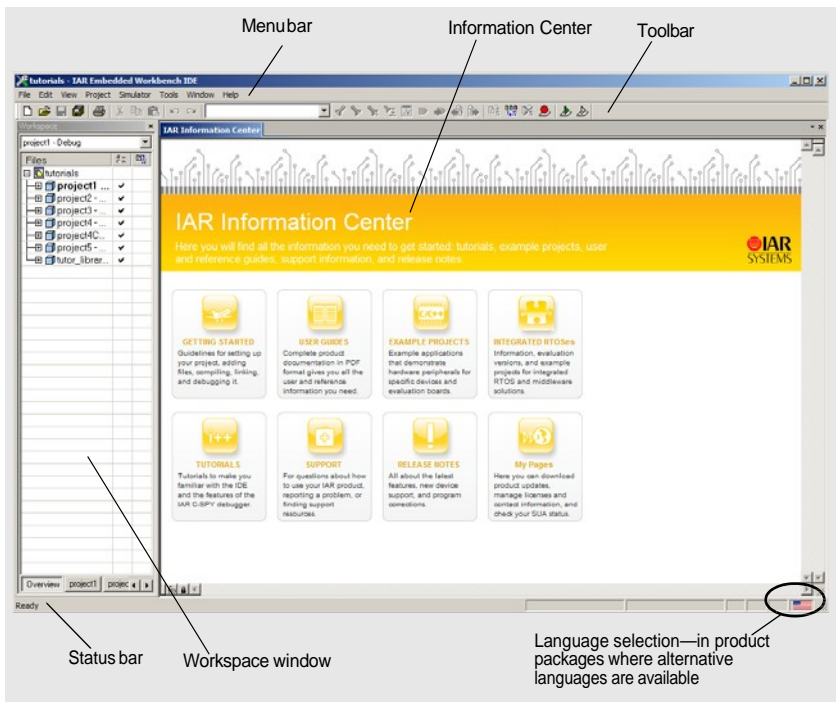 Menu bar
Information Center
Toolbar
tutorials - IAR Embedded Workbench IDE
File Edit View Project Simulator Tools Window Help
Workspace
IAR Information Center
project1 - Debug
Files
tutorials
project1 ...
project2 - ...
project3 - ...
project4 - ...
project4C...
project5 - ...
tutor_librar...
IAR Information Center
Here you will find all the information you need to get started: tutorials, example projects, user
and reference guides, support information, and release notes.
IAR
SYSTEMS
GETTING STARTED
Guidelines for setting up
your project, adding
files, compiling, linking,
and debugging it.
USER GUIDES
Complete product
documentation in PDF
format gives you all the
user and reference
information you need.
C/C++
EXAMPLE PROJECTS
Example applications
that demonstrate
hardware peripherals for
specific devices and
evaluation boards.
INTEGRATED RTOSes
Information, evaluation
versions, and example
projects for integrated
RTOS and middleware
solutions.
i++
TUTORIALS
Tutorials to make you
familiar with the IDE
and the features of the
IAR C-SPY debugger.
SUPPORT
For questions about how
to use your IAR product,
reporting a problem, or
finding support
resources.
RELEASE NOTES
All about the latest
features, new device
support, and program
corrections.
My Pages
Here you can download
product updates,
manage licenses and
contact information, and
check your SUA status.
Overview project1 projec
Ready
Status bar
Workspace window
Language selection—in product
packages where alternative
languages are available